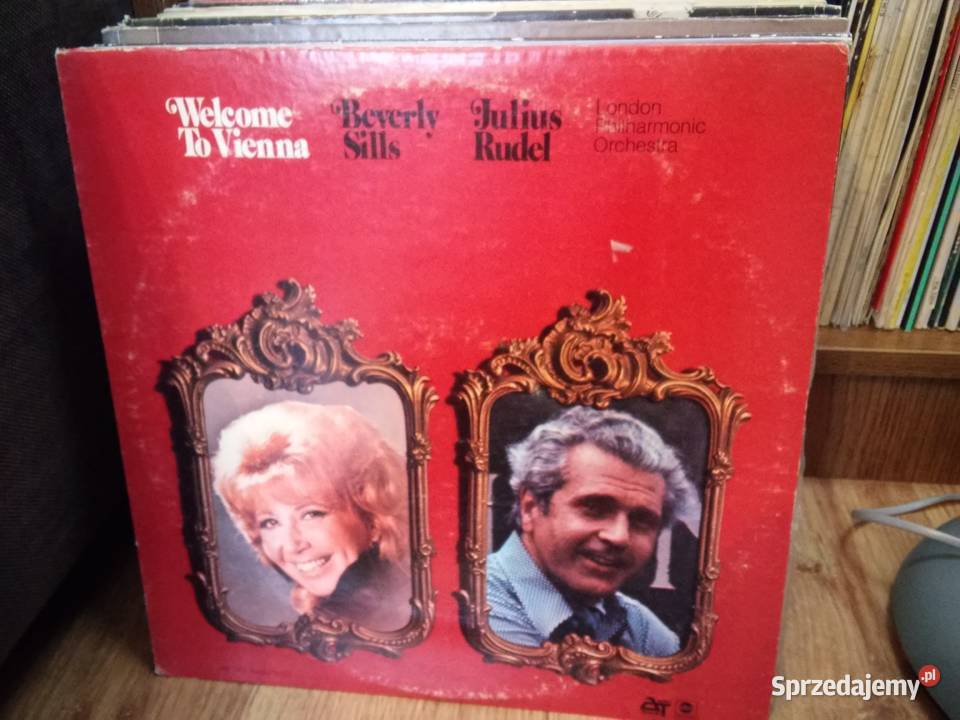 Welcome
To Vienna
Beverly
Sills
Julius
Rudel
London
Philharmonic
Orchestra
Sprzedajemy.pl